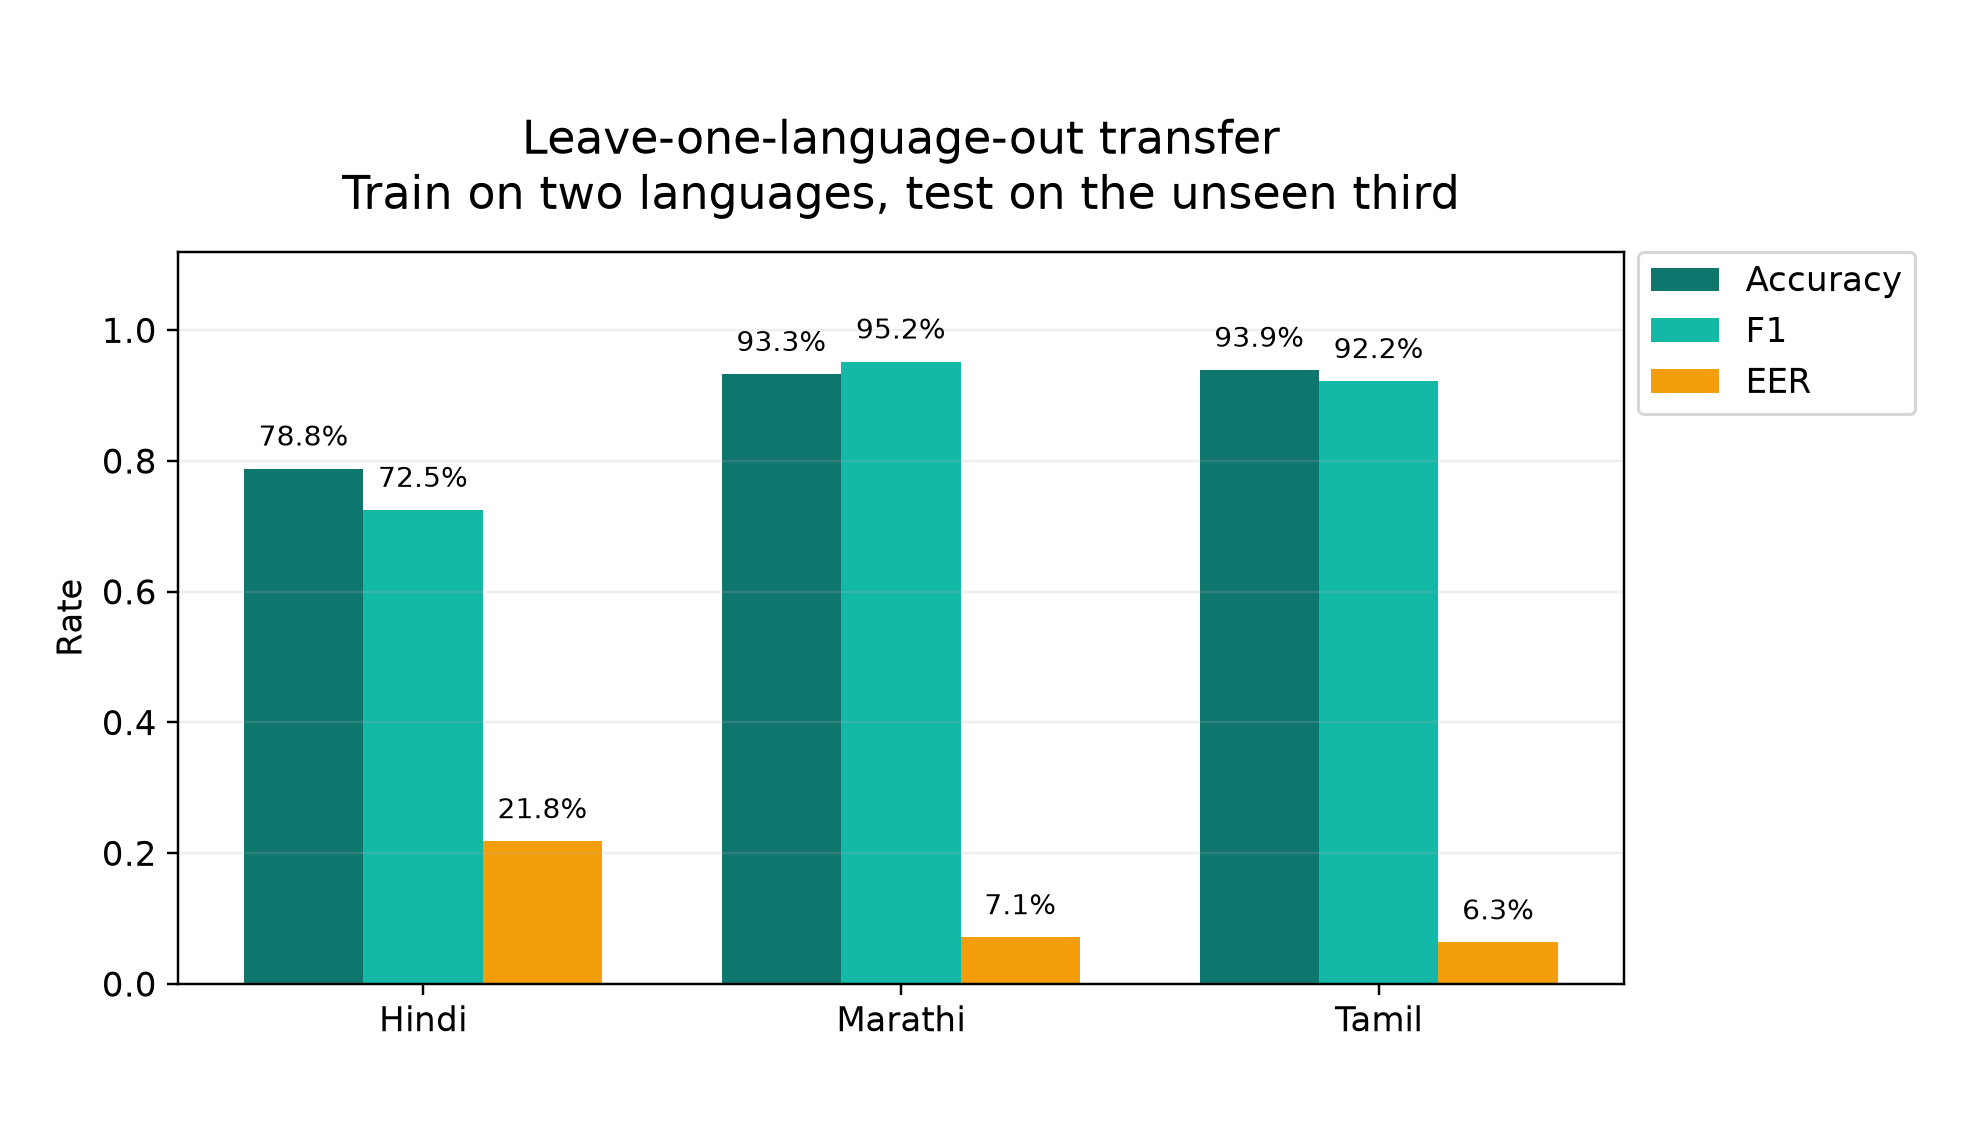 Leave-one-language-out transfer
Train on two languages, test on the unseen third
Accuracy
F1
EER
Rate
1.0
0.8
0.6
0.4
0.2
0.0
78.8%
72.5%
21.8%
93.3%
95.2%
7.1%
93.9%
92.2%
6.3%
Hindi
Marathi
Tamil